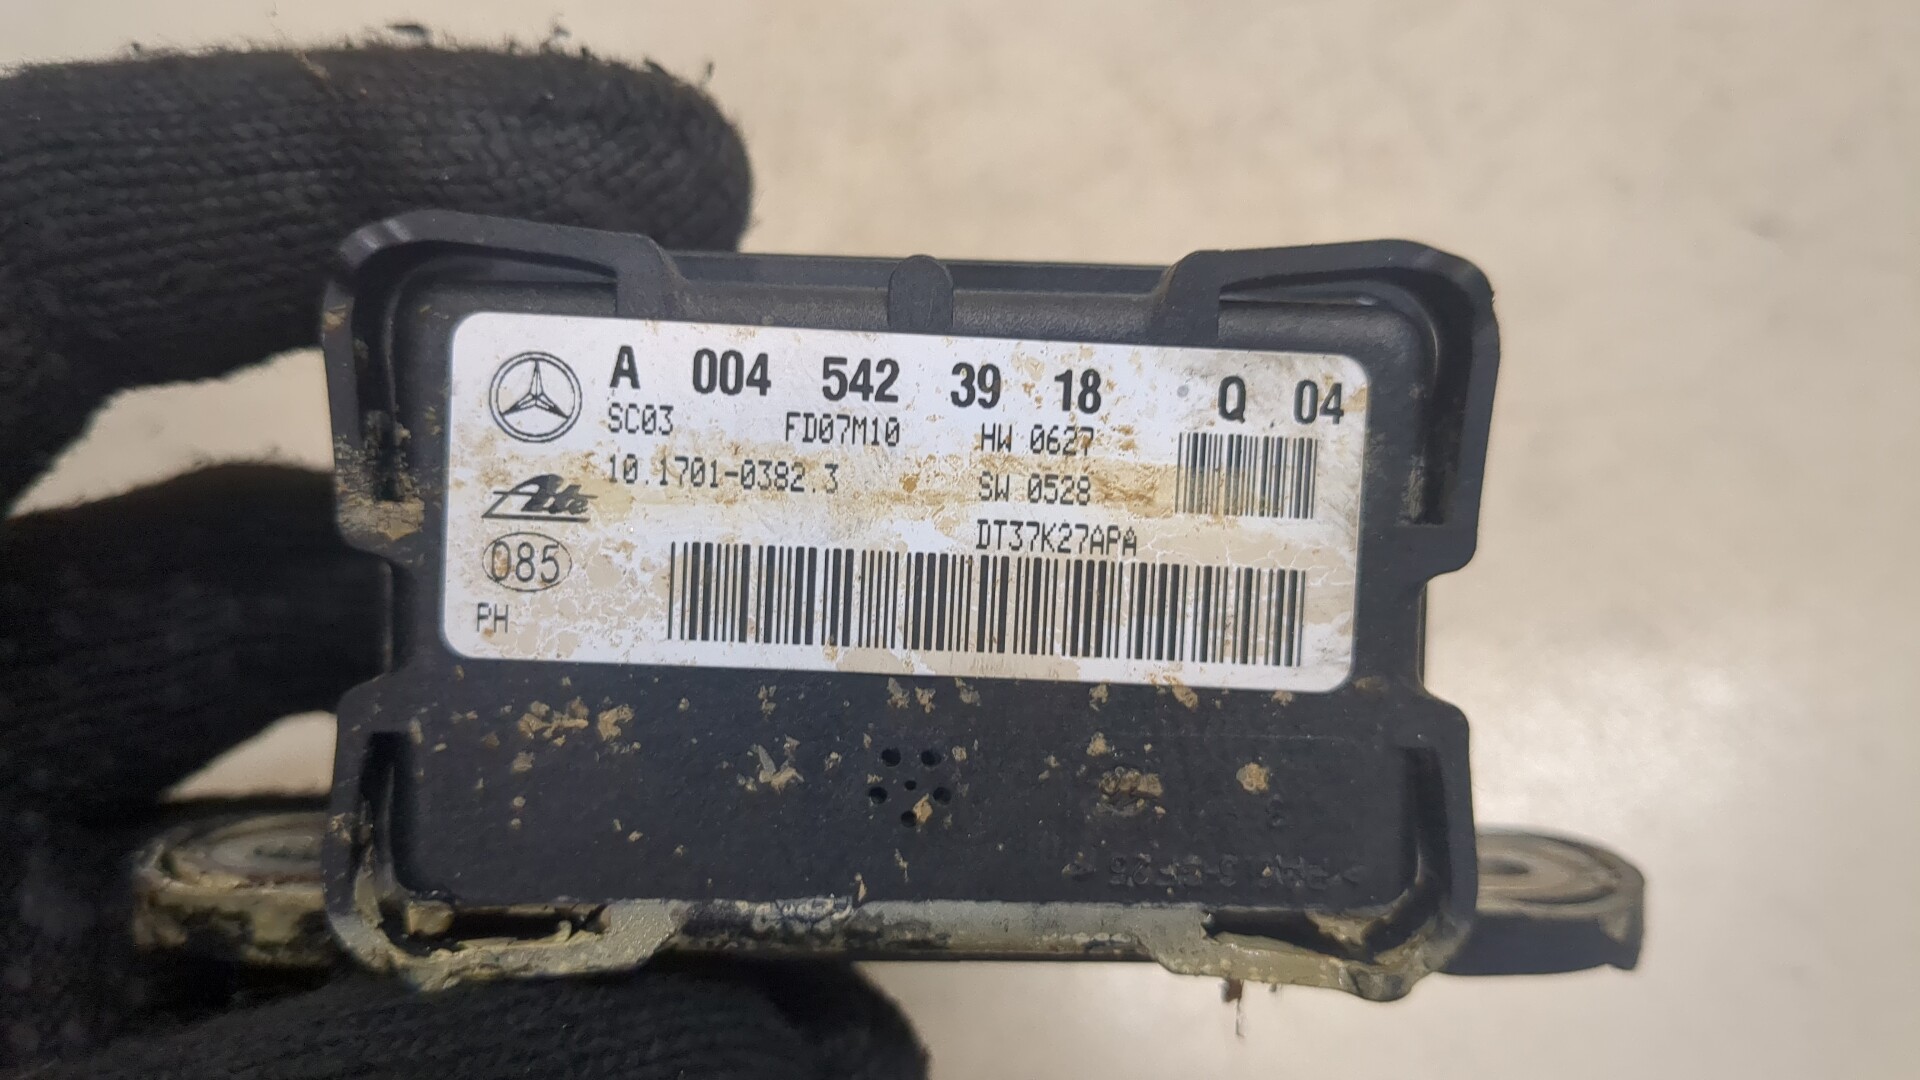 A 004 542 39 18 Q 04
SC03 FD07M10 HW 0627
10.1701-0382.3 SW 0528
Ate
DT37K27APA
085
PH